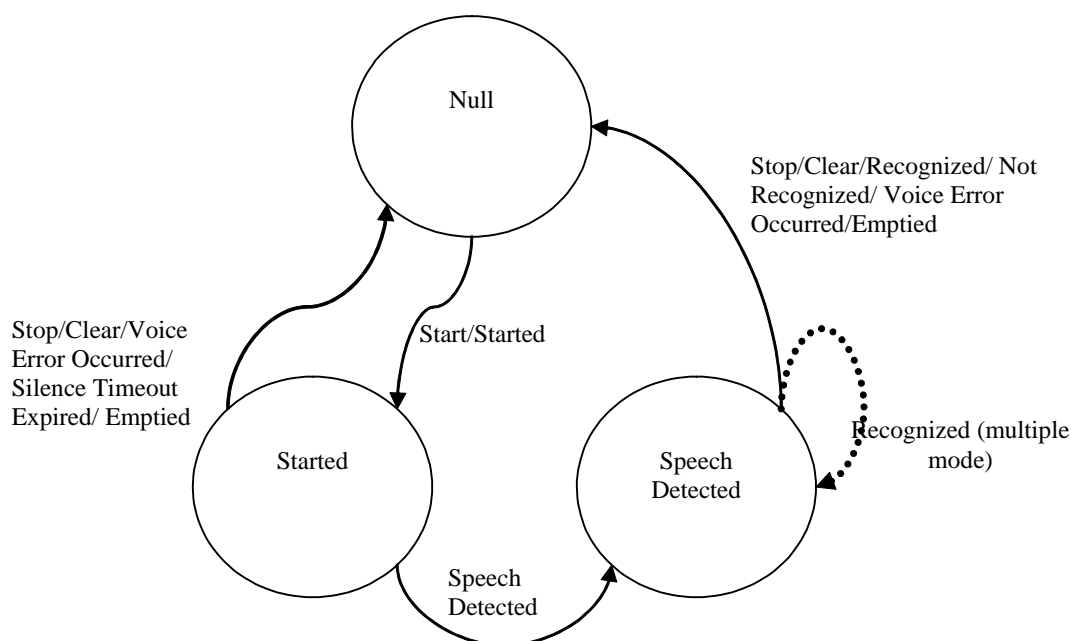 Null
Stop/Clear/Recognized/ Not
Recognized/ Voice Error
Occurred/Emptied
Stop/Clear/Voice
Error Occurred/
Silence Timeout
Expired/ Emptied
Start/Started
Recognized (multiple
mode)
Started
Speech
Detected
Speech
Detected